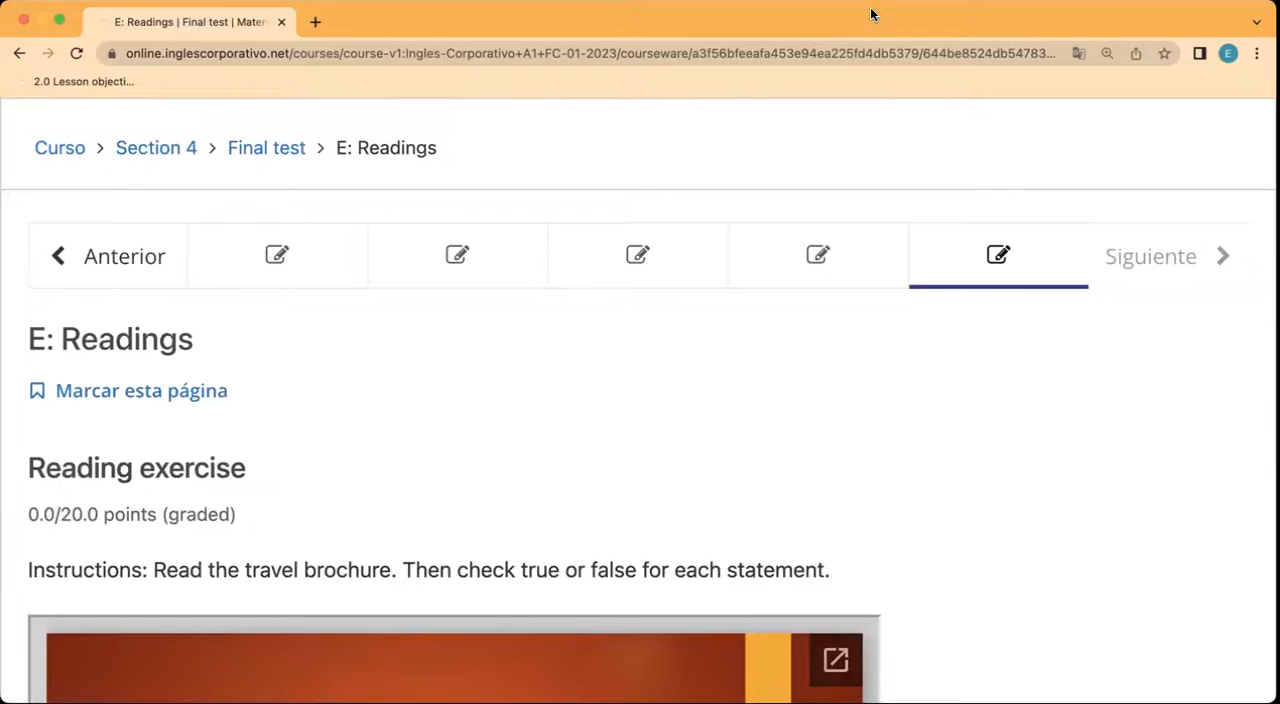 E: Readings | Final test | Mater
online.inglescorporativo.net/courses/course-v1:Ingles-Corporativo+A1+FC-01-2023/courseware/a3f56bfeeafa453e94ea225fd4db5379/644be8524db54783...
E
2.0 Lesson objecti...
Curso > Section 4 > Final test > E: Readings
Anterior
Siguiente
E: Readings
Marcar esta página
Reading exercise
0.0/20.0 points (graded)
Instructions: Read the travel brochure. Then check true or false for each statement.